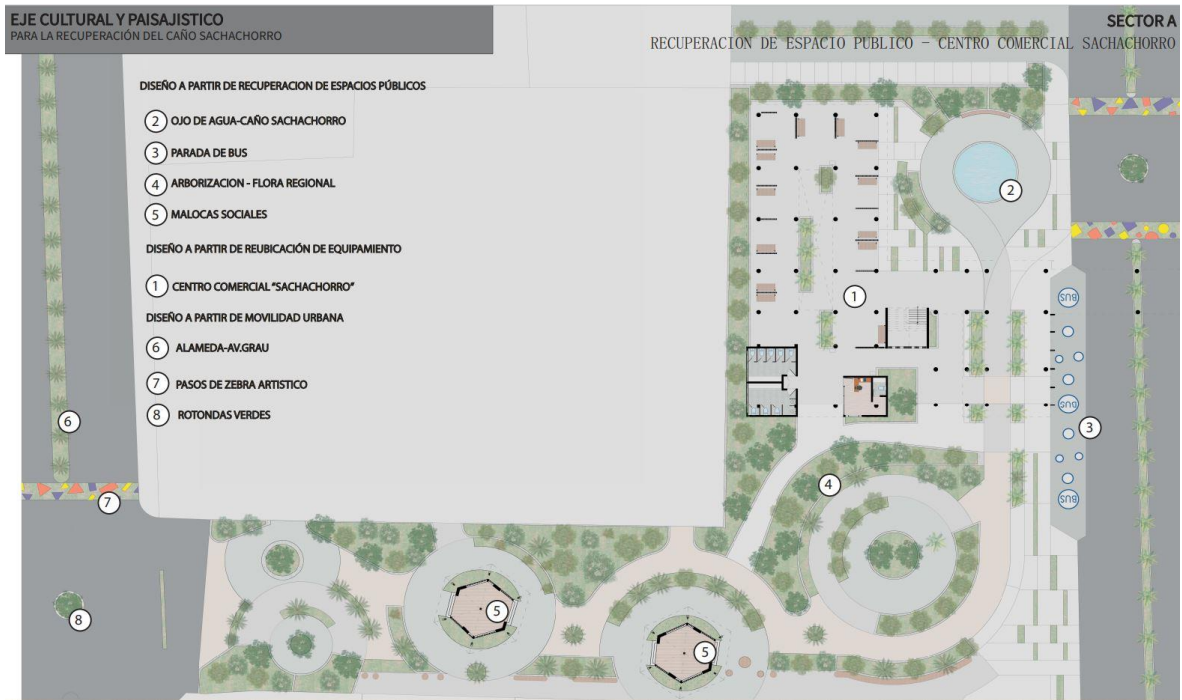 EJE CULTURAL Y PAISAJISTICO
PARA LA RECUPERACIÓN DEL CAÑO SACHACHORRO
SECTOR A
RECUPERACIÓN DE ESPACIO PUBLICO - CENTRO COMERCIAL SACHACHORRO
DISEÑO A PARTIR DE RECUPERACION DE ESPACIOS PÚBLICOS
2 OJO DE AGUA-CAÑO SACHACHORRO
3 PARADA DE BUS
4 ARBORIZACION - FLORA REGIONAL
5 MALOCAS SOCIALES
DISEÑO A PARTIR DE REUBICACIÓN DE EQUIPAMIENTO
1 CENTRO COMERCIAL "SACHACHORRO"
DISEÑO A PARTIR DE MOVILIDAD URBANA
6 ALAMEDA-AV.GRAU
7 PASOS DE ZEBRA ARTISTICO
8 ROTONDAS VERDES
2
1
BUS
BUS
BUS
3
6
7
4
8
5
5